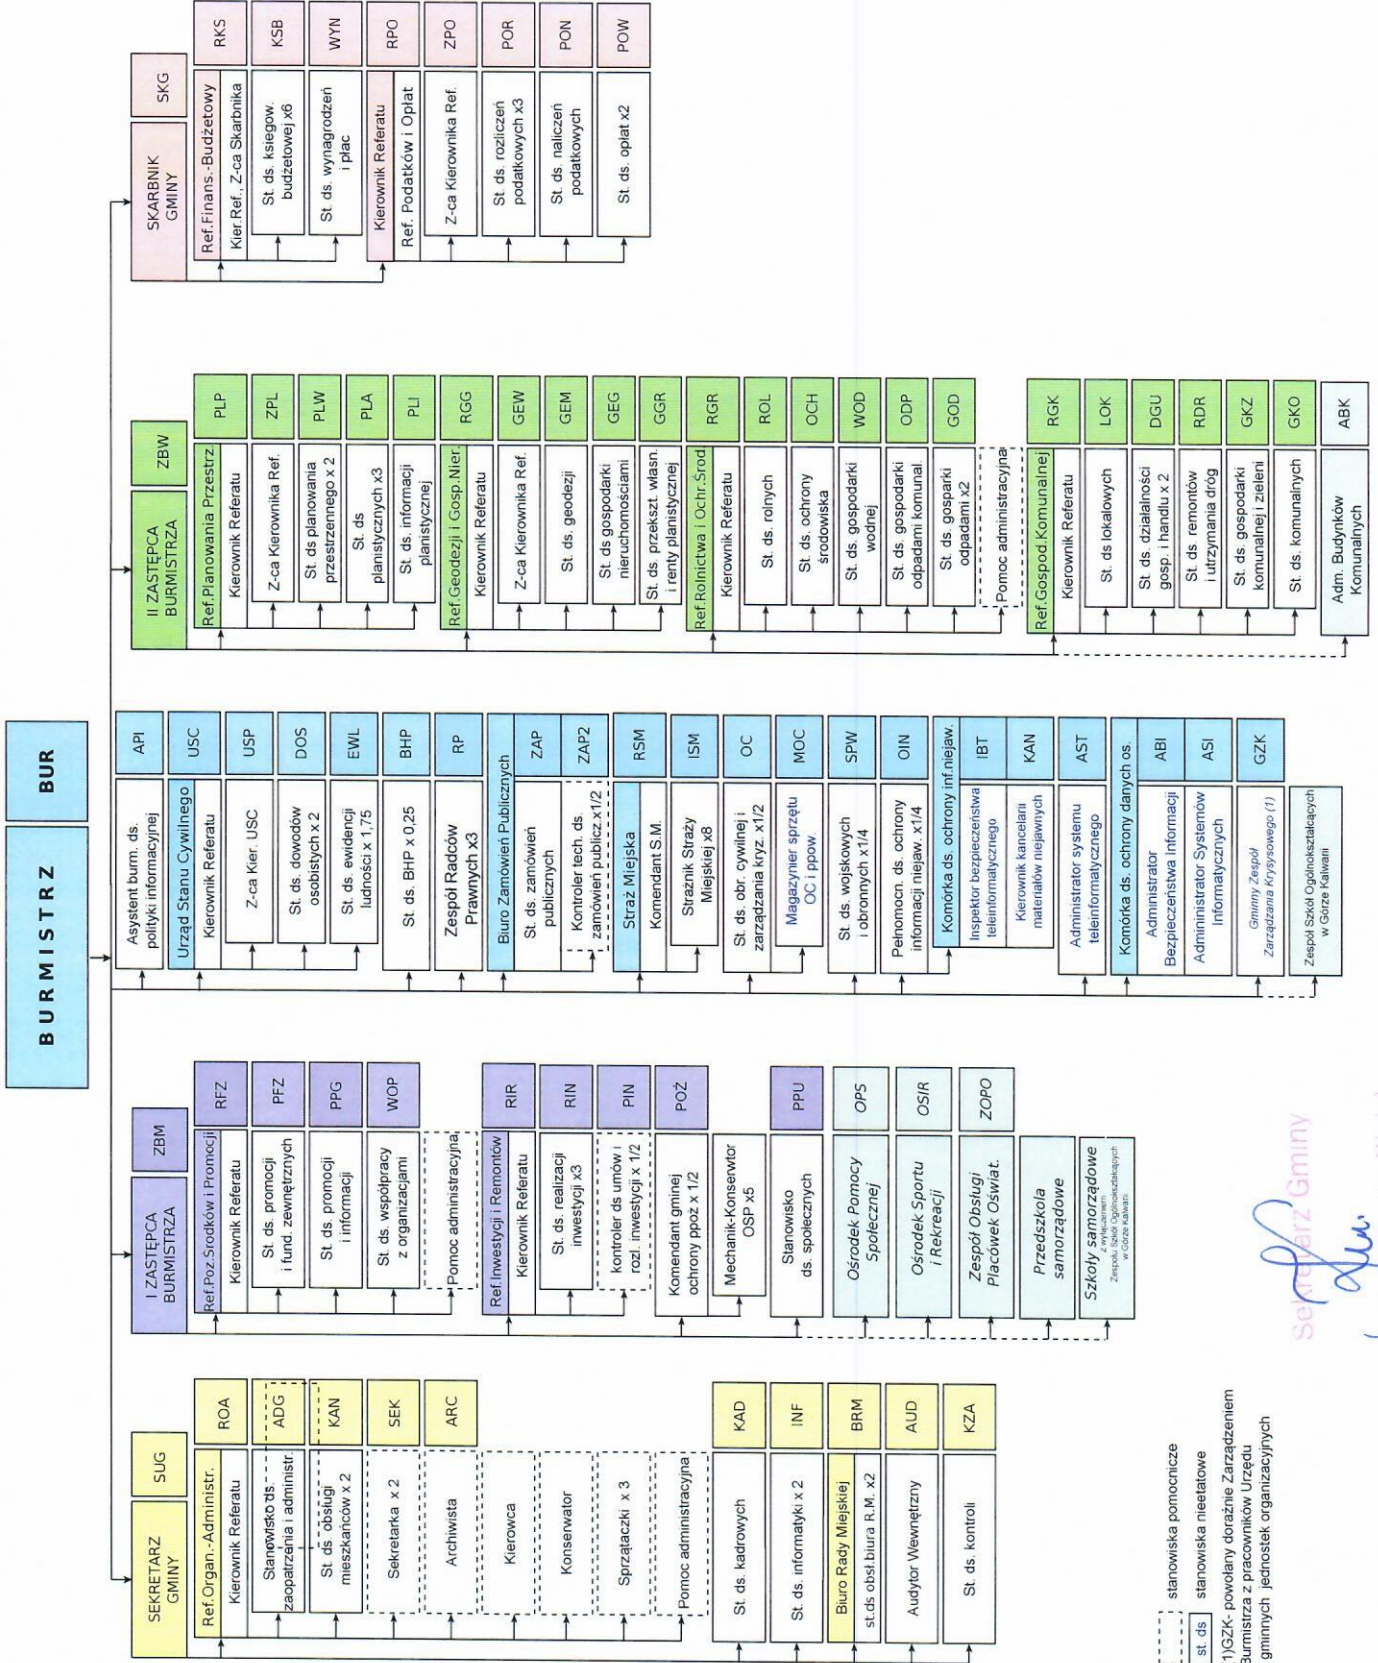 BURMISTRZ
BUR
SEKRETARZ
GMINY
SUG
Ref.Organ.-Administr.
Kierownik Referatu
ROA
Stanowisko ds.
zaopatrzenia i administr.
ADG
St. ds. obsługi
mieszkańców x 2
KAN
Sekretarka x 2
SEK
Archiwista
ARC
Kierowca
Konserwator
Sprzątaczki x 3
Pomoc administracyjna
St. ds. kadrowych
KAD
St. ds. informatyki x 2
INF
Biuro Rady Miejskiej
st.ds obsł.biura R.M. x2
BRM
Audytor Wewnętrzny
AUD
St. ds. kontroli
KZA
I ZASTĘPCA
BURMISTRZA
ZBM
Ref.Poz.Środków i Promocji
Kierownik Referatu
RFZ
St. ds. promocji
i fund. zewnętrznych
PFZ
St. ds. promocji
i informacji
PPG
St. ds. współpracy
z organizacjami
WOP
Pomoc administracyjna
Ref.Inwestycji i Remontów
Kierownik Referatu
RIR
St. ds. realizacji
inwestycji x3
RIN
kontroler ds umów i
rozl. inwestycji x 1/2
PIN
Komendant gminej
ochrony ppoż x 1/2
POŻ
Mechanik-Konserwtor
OSP x5
Stanowisko
ds. społecznych
PPU
Ośrodek Pomocy
Społecznej
OPS
Ośrodek Sportu
i Rekreacji
OSIR
Zespół Obsługi
Placówek Oświat.
ZOPO
Przedszkola
samorządowe
Szkoły samorządowe
z wyłączeniem
Zespołu Szkół Ogólnokształcących
w Górze Kalwarii
Asystent burm. ds.
polityki informacyjnej
API
Urząd Stanu Cywilnego
Kierownik Referatu
USC
Z-ca Kier. USC
USP
St. ds. dowodów
osobistych x 2
DOS
St. ds. ewidencji
ludności x 1,75
EWL
St. ds. BHP x 0,25
BHP
Zespół Radców
Prawnych x3
RP
Biuro Zamówień Publicznych
St. ds. zamówień
publicznych
ZAP
Kontroler tech. ds.
zamówień publicz.x1/2
ZAP2
Straż Miejska
Komendant S.M.
RSM
Strażnik Straży
Miejskiej x8
ISM
St. ds. obr. cywilnej i
zarządzania kryz. x1/2
OC
Magazynier sprzętu
OC i ppow.
MOC
St. ds. wojskowych
i obronnych x1/4
SPW
Pełnomocn. ds. ochrony
informacji niejaw. x1/4
OIN
Komórka ds. ochrony inf.niejaw.
Inspektor bezpieczeństwa
teleinformatycznego
IBT
Kierownik kancelarii
materiałów niejawnych
KAN
Administrator systemu
teleinformatycznego
AST
Komórka ds. ochrony danych os.
Administrator
Bezpieczeństwa Informacji
ABI
Administrator Systemów
Informatycznych
ASI
Gminny Zespół
Zarządzania Krysysowego (1)
GZK
Zespół Szkół Ogólnokształcących
w Górze Kalwarii
II ZASTĘPCA
BURMISTRZA
ZBW
Ref.Planowania Przestrz.
Kierownik Referatu
PLP
Z-ca Kierownika Ref.
ZPL
St. ds planowania
przestrzennego x 2
PLW
St. ds
planistycznych x3
PLA
St. ds. informacji
planistycznej
PLI
Ref.Geodezji i Gosp.Nier.
Kierownik Referatu
RGG
Z-ca Kierownika Ref.
GEW
St. ds. geodezji
GEM
St. ds gospodarki
nieruchomościami
GEG
St. ds. przekszt. własn.
i renty planistycznej
GGR
Ref.Rolnictwa i Ochr.Środ.
Kierownik Referatu
RGR
St. ds. rolnych
ROL
St. ds. ochrony
środowiska
OCH
St. ds. gospodarki
wodnej
WOD
St. ds. gospodarki
odpadami komunal.
ODP
St. ds. gosparki
odpadami x2
GOD
Pomoc administracyjna
Ref.Gospod.Komunalnej
Kierownik Referatu
RGK
St. ds lokalowych
LOK
St. ds. działalności
gosp. i handlu x 2
DGU
St. ds remontów
i utrzymania dróg
RDR
St. ds. gospodarki
komunalnej i zieleni
GKZ
St. ds. komunalnych
GKO
Adm. Budynków
Komunalnych
ABK
SKARBNIK
GMINY
SKG
Ref.Finans.-Budżetowy
Kier.Ref., Z-ca Skarbnika
RKS
St. ds. ksiegow.
budżetowej x6
KSB
St. ds. wynagrodzeń
i płac
WYN
Kierownik Referatu
Ref. Podatków i Opłat
RPO
Z-ca Kierownika Ref.
ZPO
St. ds. rozliczeń
podatkowych x3
POR
St. ds. naliczeń
podatkowych
PON
St. ds. opłat x2
POW
stanowiska pomocnicze
st. ds
stanowiska nieetatowe
1)GZK- powołany doraźnie Zarządzeniem
Burmistrza z pracowników Urzędu
gminnych jednostek organizacyjnych
Sekretarz Gminy